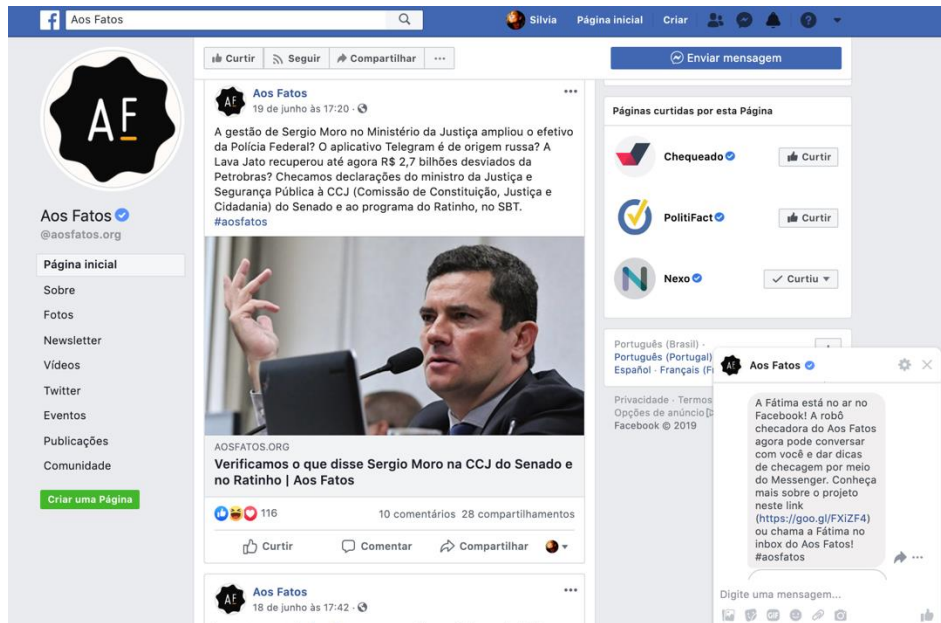 Aos Fatos
Silvia
Página inicial
Criar
AF
Aos Fatos
@aosfatos.org
Página inicial
Sobre
Fotos
Newsletter
Vídeos
Twitter
Eventos
Publicações
Comunidade
Criar uma Página
Curtir
Seguir
Compartilhar
AF
Aos Fatos
19 de junho às 17:20
A gestão de Sergio Moro no Ministério da Justiça ampliou o efetivo
da Polícia Federal? O aplicativo Telegram é de origem russa? A
Lava Jato recuperou até agora R$ 2,7 bilhões desviados da
Petrobras? Checamos declarações do ministro da Justiça e
Segurança Pública à CCJ (Comissão de Constituição, Justiça e
Cidadania) do Senado e ao programa do Ratinho, no SBT.
#aosfatos
AOSFATOS.ORG
Verificamos o que disse Sergio Moro na CCJ do Senado e
no Ratinho | Aos Fatos
116
10 comentários 28 compartilhamentos
Curtir
Comentar
Compartilhar
AF
Aos Fatos
18 de junho às 17:42
Enviar mensagem
Páginas curtidas por esta Página
Chequeado
Curtir
PolitiFact
Curtir
N
Nexo
Curtiu
Português (Brasil) ·
Português (Portugal)
Español · Français
Privacidade · Termos
Opções de anúncio
Facebook © 2019
AF
Aos Fatos
A Fátima está no ar no
Facebook! A robô
checadora do Aos Fatos
agora pode conversar
com você e dar dicas
de checagem por meio
do Messenger. Conheça
mais sobre o projeto
neste link
(https://goo.gl/FXiZF4)
ou chama a Fátima no
inbox do Aos Fatos!
#aosfatos
Digite uma mensagem...
GIF